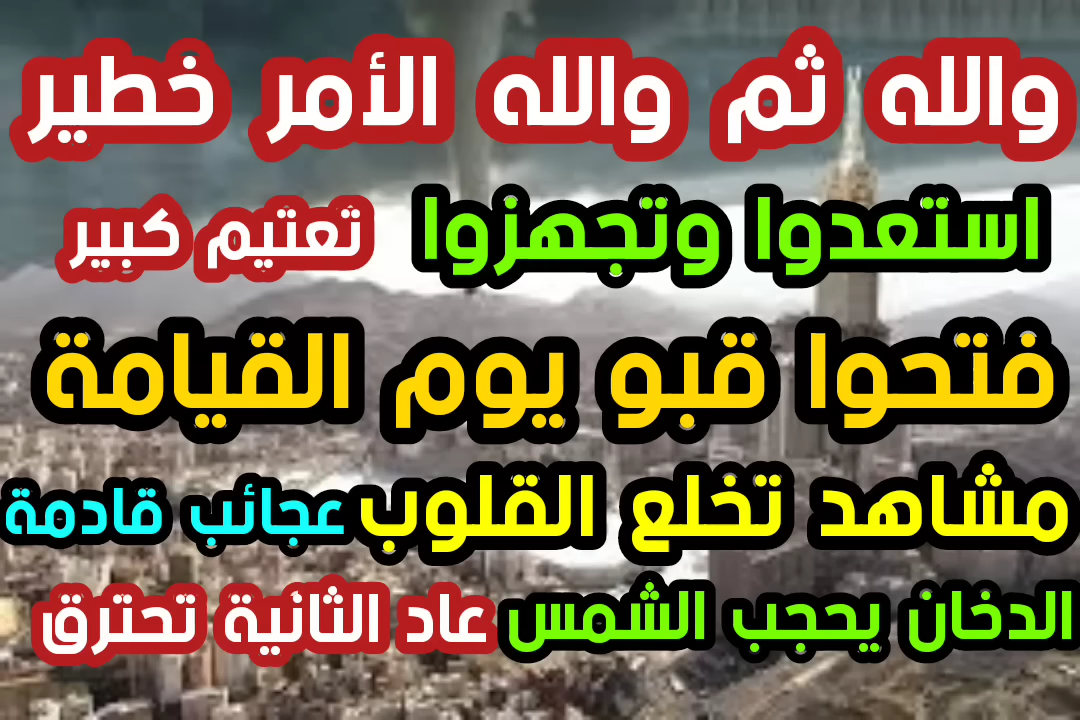 والله ثم والله الأمر خطير
استعدوا وتجهزوا تعتيم كبير
فتحوا قبو يوم القيامة
مشاهد تخلع القلوب عجائب قادمة
الدخان يحجب الشمس عاد الثانية تحترق